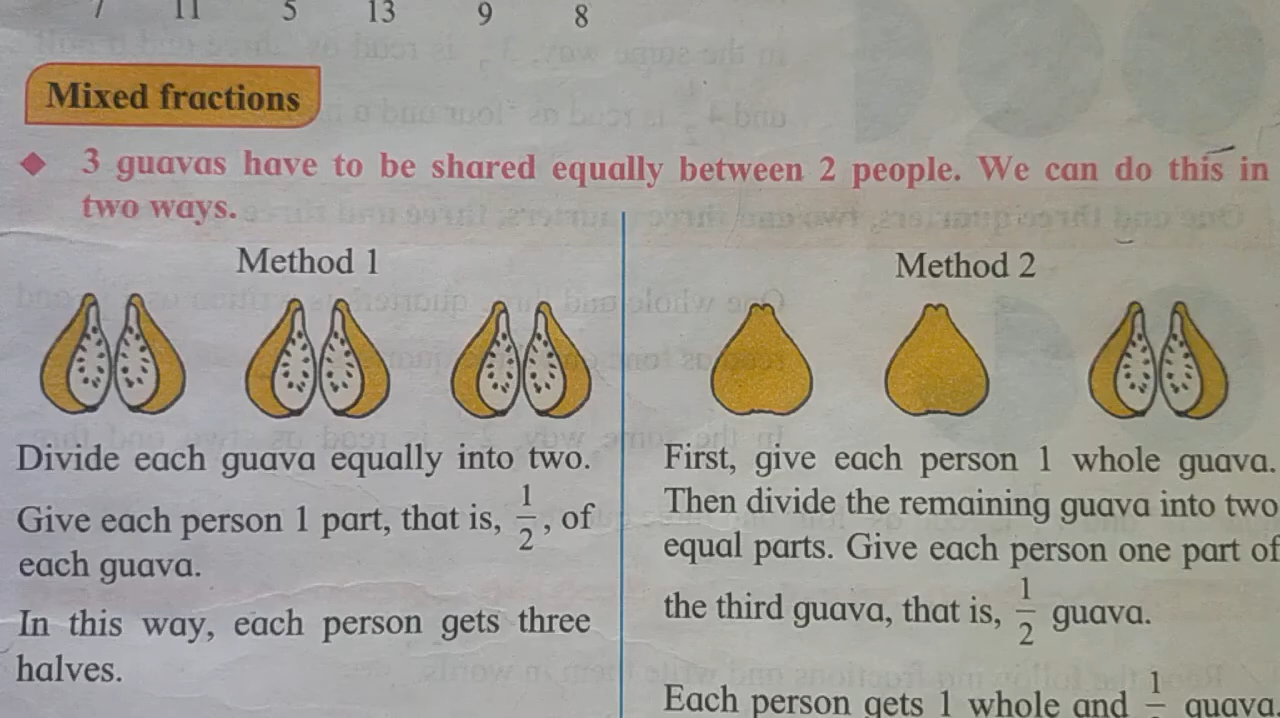 7 11 5 13 9 8
Mixed fractions
◆ 3 guavas have to be shared equally between 2 people. We can do this in
two ways.
Method 1
Divide each guava equally into two.
Give each person 1 part, that is, 1/2, of
each guava.
In this way, each person gets three
halves.
Method 2
First, give each person 1 whole guava.
Then divide the remaining guava into two
equal parts. Give each person one part of
the third guava, that is, 1/2 guava.
Each person gets 1 whole and 1 guava.